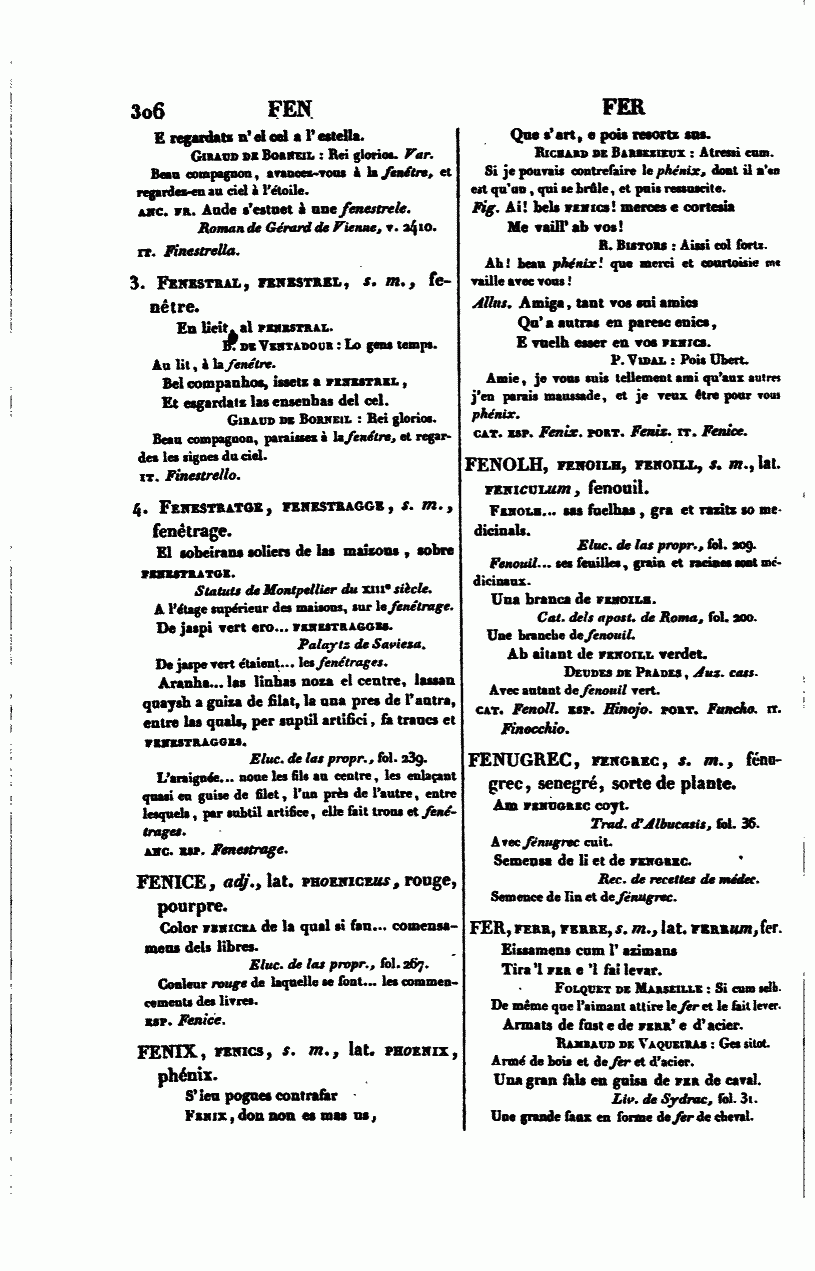 306 FEN FER
E regardatz n'el cel a l'estella.
GIRAUD DE BORNEIL : Rei glorios. Var.
Beau compagnon, avancez-vous à la fenêtre, et
regardez-en au ciel à l'étoile.
ANC. FR. Aude s'estuet à une fenestrele.
Roman de Gérard de Vienne, v. 2410.
IT. Finestrella.
3. FENESTRAL, FENESTREL, s. m., fe-
nêtre.
En lieit, al FENESTRAL.
B. DE VENTADOUR : Lo gens temps.
Au lit, à la fenêtre.
Bel companhos, issetz a FENESTREL,
Et esgardatz las ensenhas del cel.
GIRAUD DE BORNEIL : Rei glorios.
Beau compagnon, paraissez à la fenêtre, et regar-
des les signes du ciel.
IT. Finestrello.
4. FENESTRATGE, FENESTRAGGE, s. m.,
fenêtrage.
El sobeirans soliers de las maizons, sobre
FENESTRATGE.
Statuts de Montpellier du XIIIe siècle.
A l'étage supérieur des maisons, sur le fenêtrage.
De jaspi vert ero... FENESTRAGGES.
Palaytz de Saviesa.
De jaspe vert étaient... les fenêtrages.
Aranha... las linhas noza el centre, lassan
quaysh a guiza de filat, la una pres de l'autra,
entre las quals, per suptil artifici, fa traucs et
FENESTRAGGES.
Eluc. de las propr., fol. 239.
L'araignée... noue les fils au centre, les enlaçant
quasi en guise de filet, l'un près de l'autre, entre
lesquels, par subtil artifice, elle fait trous et fenê-
trages.
ANC. ESP. Fenestrage.
FENICE, adj., lat. PHOENICEUS, rouge,
pourpre.
Color FENICEA de la qual si fan... comensa-
mens dels libres.
Eluc. de las propr., fol. 267.
Couleur rouge de laquelle se font... les commen-
cements des livres.
ESP. Fenice.
FENIX, FENICS, s. m., lat. PHOENIX,
phénix.
S'ieu pogues contrafar
FENIX, don non es mas us,
Que s'art, e pois resortz sus.
RICHARD DE BARBEZIEUX : Atressi cum.
Si je pouvais contrefaire le phénix, dont il n'en
est qu'un, qui se brûle, et puis ressuscite.
Fig. Ai! bels FENICS! merces e cortesia
Me vaill' ab vos!
R. BISTORS : Aissi col fortz.
Ah! beau phénix! que merci et courtoisie me
vaille avec vous!
Allus. Amiga, tant vos sui amics
Qu'a autras en paresc enics,
E vuelh esser en vos FENICS.
P. VIDAL : Pois Ubert.
Amie, je vous suis tellement ami qu'aux autres
j'en parais maussade, et je veux être pour vous
phénix.
CAT. ESP. Fenix. PORT. Feniz. IT. Fenice.
FENOLH, FENOILH, FENOILL, s. m., lat.
FENICULUM, fenouil.
FENOLH... sas fuelhas, gra et razitz so me-
dicinals.
Eluc. de las propr., fol. 209.
Fenouil... ses feuilles, grain et racines sont mé-
dicinaux.
Una branca de FENOILH.
Cat. dels apost. de Roma, fol. 200.
Une branche de fenouil.
Ab aitant de FENOILL verdet.
DEUDES DE PRADES, Auz. cass.
Avec autant de fenouil vert.
CAT. Fenoll. ESP. Hinojo. PORT. Funcho. IT.
Finocchio.
FENUGREC, FENGREC, s. m., fénu-
grec, senegré, sorte de plante.
Am FENUGREC coyt.
Trad. d'Albucasis, fol. 36.
Avec fénugrec cuit.
Semensa de li et de FENGREC.
Rec. de recettes de médec.
Semence de lin et de fénugrec.
FER, FERR, FERRE, s. m., lat. FERRUM, fer.
Eissamens cum l'azimans
Tira'l FER e 'l fai levar.
FOLQUET DE MARSEILLE : Si cum selh.
De même que l'aimant attire le fer et le fait lever.
Armats de fust e de FERR' e d'acier.
RAMBAUD DE VAQUEIRAS : Ges sitot.
Armé de bois et de fer et d'acier.
Una gran fals en guisa de FER de caval.
Liv. de Sydrac, fol. 31.
Une grande faux en forme de fer de cheval.